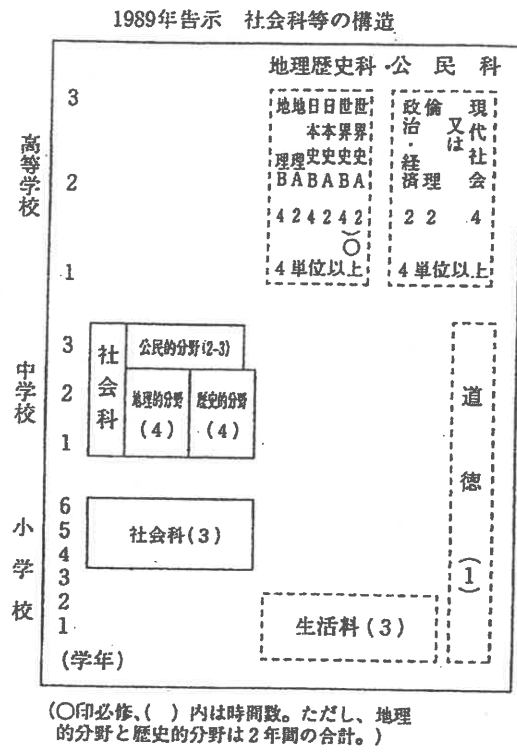 1989年告示 社会科等の構造
地理歴史科・公民科
高等学校
3
2
1
世界史A 2
世界史B 4
(〇)
日本史A 2
日本史B 4
地理A 2
地理B 4
4単位以上
現代社会 4
又は
倫理 2
政治・経済 2
4単位以上
中学校
3
2
1
社会科
公民的分野(2-3)
地理的分野
(4)
歴史的分野
(4)
道徳(1)
小学校
6
5
4
3
2
1
社会科(3)
生活料(3)
(学年)
(〇印必修、( )内は時間数。ただし、地理
的分野と歴史的分野は2年間の合計。)